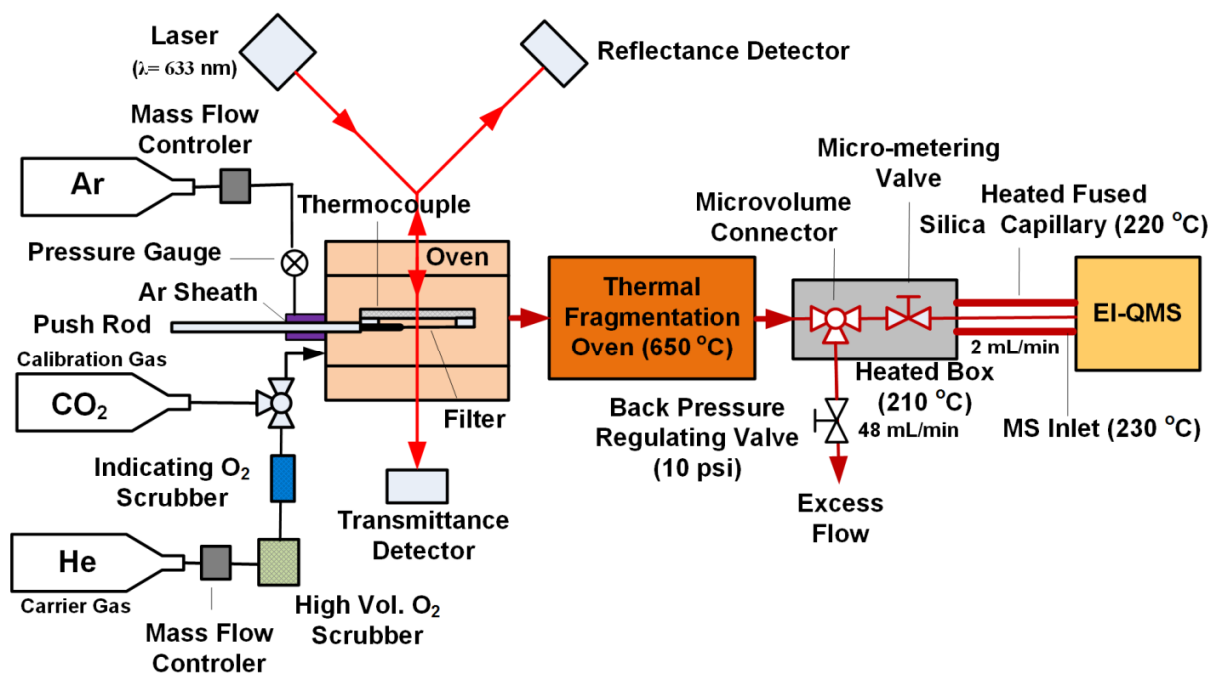 Laser
(λ= 633 nm)
Reflectance Detector
Mass Flow
Controler
Ar
Thermocouple
Pressure Gauge
Oven
Ar Sheath
Push Rod
Calibration Gas
CO2
Filter
Indicating O2
Scrubber
Transmittance
Detector
He
Carrier Gas
High Vol. O2
Scrubber
Mass Flow
Controler
Thermal
Fragmentation
Oven (650 °C)
Micro-metering
Valve
Microvolume
Connector
Heated Fused
Silica Capillary (220 °C)
EI-QMS
2 mL/min
Heated Box
(210 °C)
Back Pressure
Regulating Valve
(10 psi)
48 mL/min
MS Inlet (230 °C)
Excess
Flow